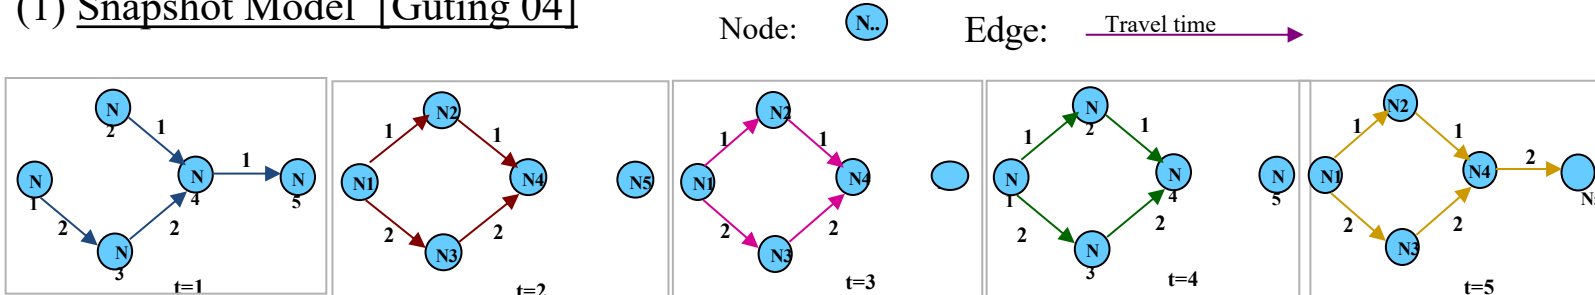 (1) Snapshot Model [Guting 04]
Node: N.. Edge: Travel time
N
2
1
N
1
2
N
3
2
N
4
1
N
5
t=1
N2
1
1
N1
N4
N5
2
2
N3
t=2
N2
1
1
N1
N4
2
2
N3
t=3
N
2
1
1
N
1
N
4
N
5
2
2
N
3
t=4
N2
1
1
N1
N4
2
2
2
N3
t=5